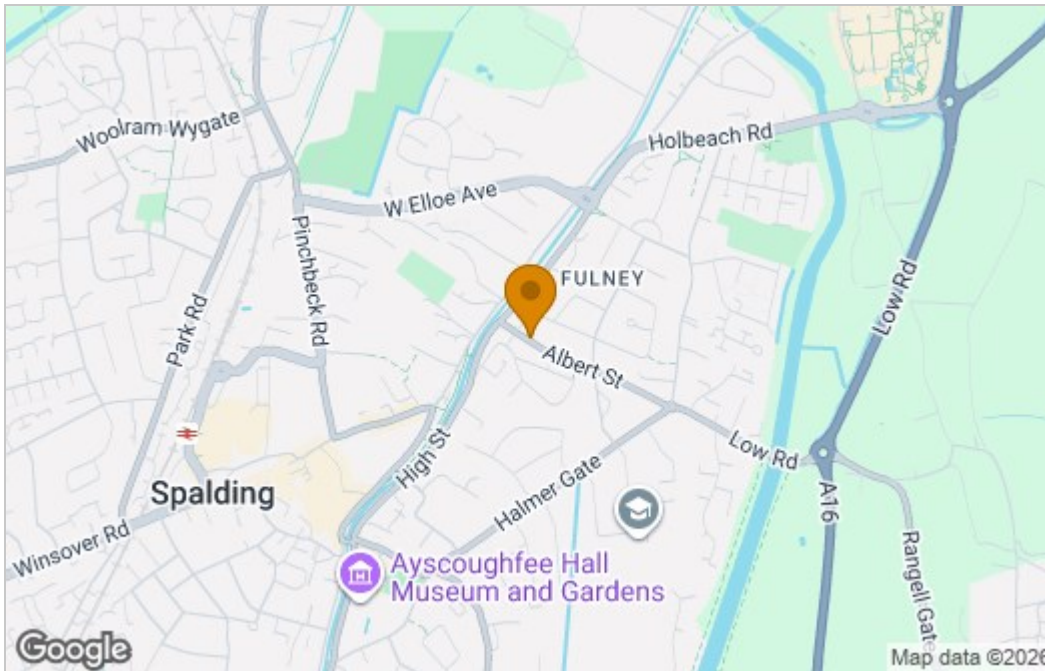 Woolram Wygate
Holbeach Rd
W Elloe Ave
Pinchbeck Rd
Park Rd
FULNEY
Low Rd
Albert St
High St
Low Rd
Spalding
Halmer Gate
A16
Winsover Rd
Rangell Gate
Ayscoughfee Hall
Museum and Gardens
Google
Map data ©2026